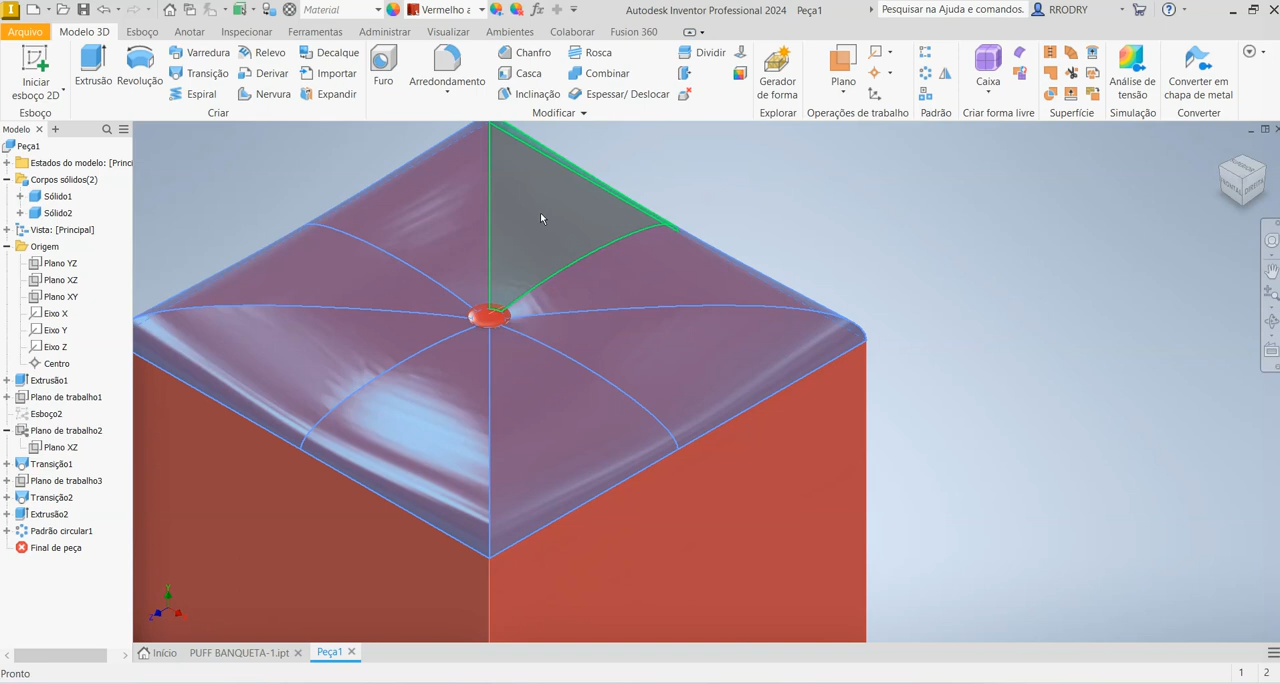 Material
Vermelho a
Autodesk Inventor Professional 2024
Peça1
Pesquisar na Ajuda e comandos.
RRODRY
Arquivo
Modelo 3D
Esboço
Anotar
Inspecionar
Ferramentas
Administrar
Visualizar
Ambientes
Colaborar
Fusion 360
Iniciar
esboço 2D
Extrusão
Revolução
Varredura
Transição
Espiral
Relevo
Derivar
Nervura
Decalque
Importar
Expandir
Furo
Arredondamento
Chanfro
Casca
Inclinação
Rosca
Combinar
Espessar/ Deslocar
Dividir
Gerador
de forma
Plano
Caixa
Análise de
tensão
Converter em
chapa de metal
Esboço
Criar
Modificar
Explorar
Operações de trabalho
Padrão
Criar forma livre
Superfície
Simulação
Converter
Modelo
Peça1
Estados do modelo: [Princi
Corpos sólidos(2)
Sólido1
Sólido2
Vista: [Principal]
Origem
Plano YZ
Plano XZ
Plano XY
Eixo X
Eixo Y
Eixo Z
Centro
Extrusão1
Plano de trabalho1
Esboço2
Plano de trabalho2
Plano XZ
Transição1
Plano de trabalho3
Transição2
Extrusão2
Padrão circular1
Final de peça
SUPERIOR
FRONTAL
DIREITA
Início
PUFF BANQUETA-1.ipt
Peça1
Pronto
1
2